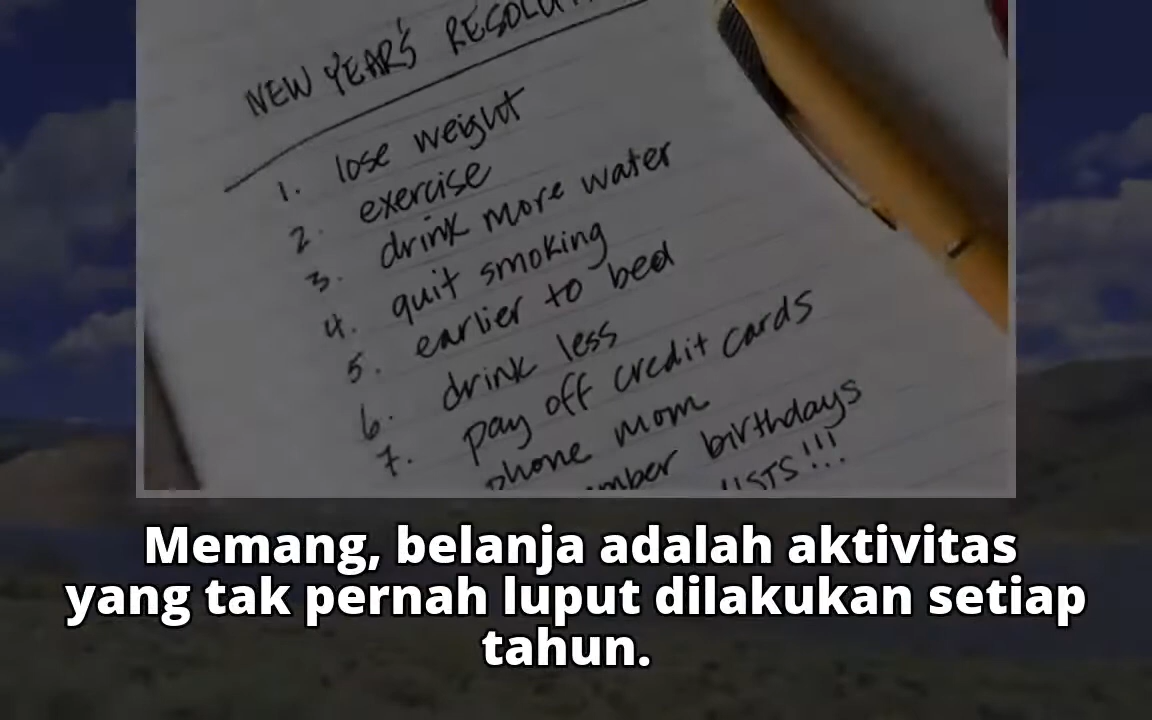 NEW YEAR'S
1. lose weight
2. exercise
3. drink more water
4. quit smoking
5. earlier to bed
6. drink less
7. pay off credit cards
phone mom
birthdays
Memang, belanja adalah aktivitas
yang tak pernah luput dilakukan setiap
tahun.